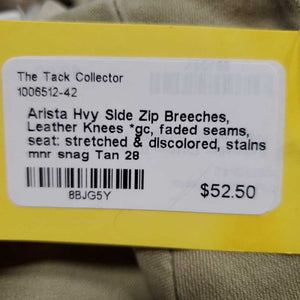 The Tack Collector
1006512-42
Arista Hvy Side Zip Breeches,
Leather Knees *gc, faded seams,
seat: stretched & discolored, stains
mnr snag Tan 28
8BJG5Y
$52.50